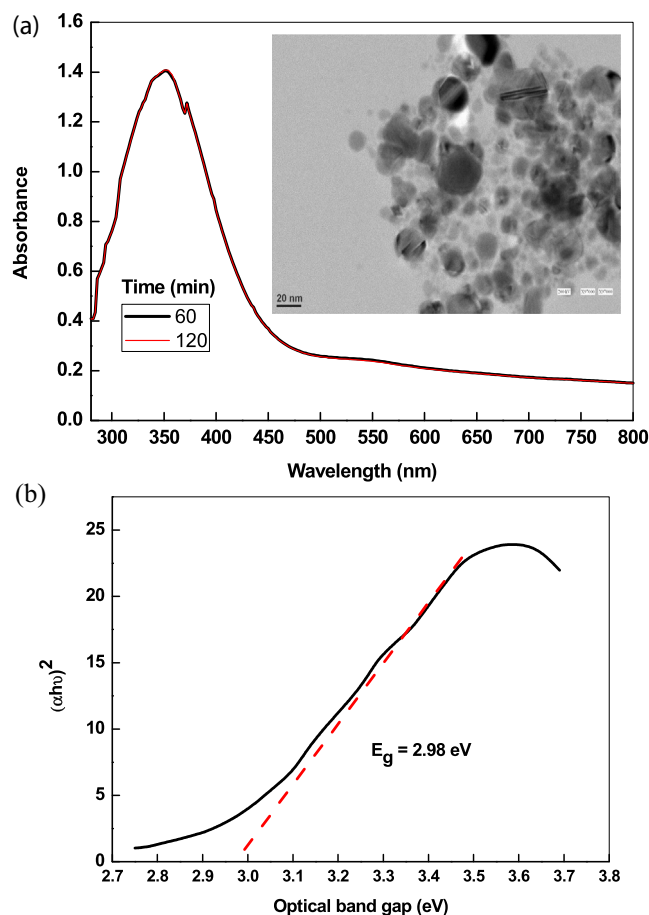 (a)
Absorbance
1.6
1.4
1.2
1.0
0.8
0.6
0.4
0.2
0.0
Time (min)
60
120
20 nm
300 350 400 450 500 550 600 650 700 750 800
Wavelength (nm)
(b)
(αhυ)²
25
20
15
10
5
0
E_g = 2.98 eV
2.7 2.8 2.9 3.0 3.1 3.2 3.3 3.4 3.5 3.6 3.7 3.8
Optical band gap (eV)